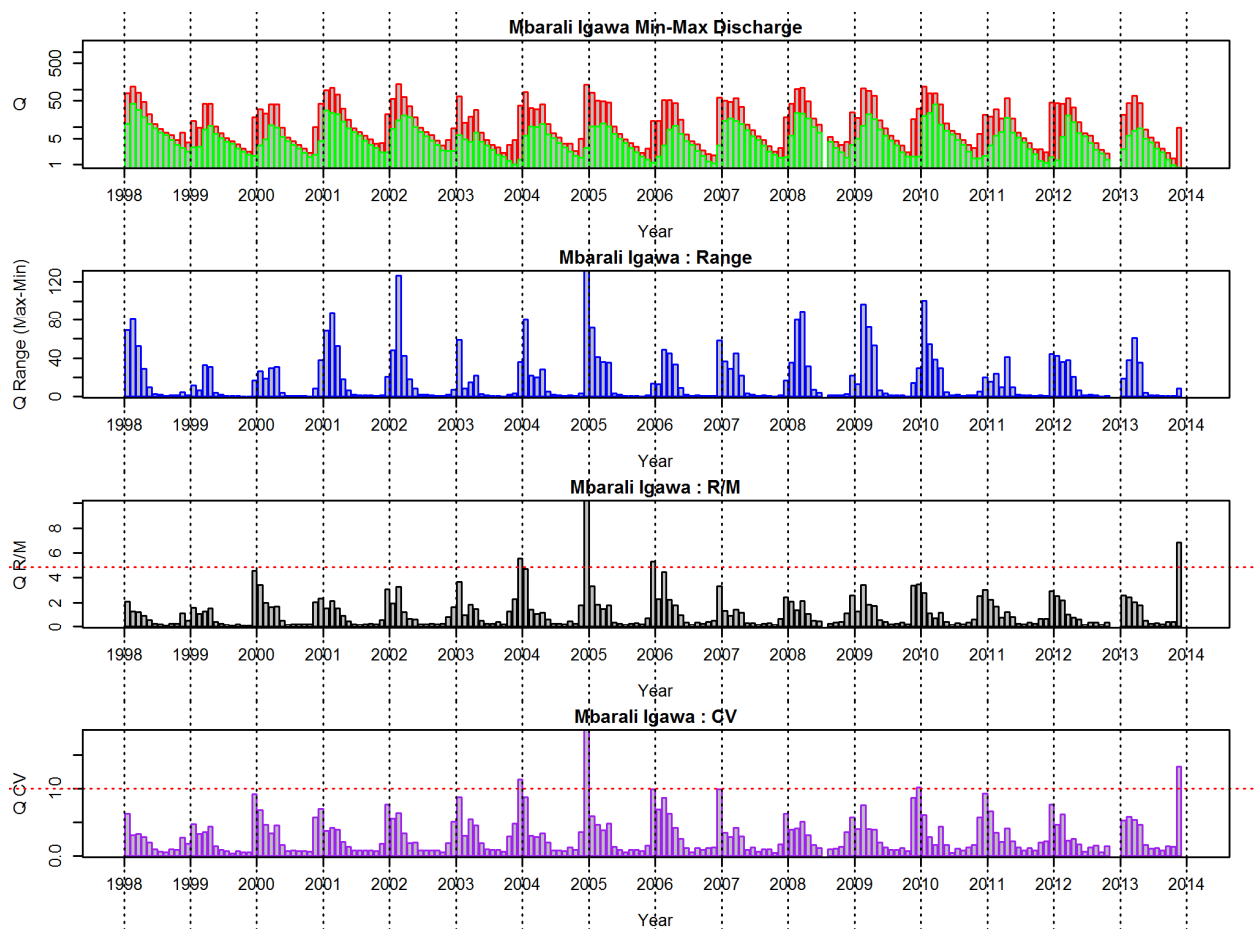 Mbarali Igawa Min-Max Discharge
Q
500
50
5
1
1998 1999 2000 2001 2002 2003 2004 2005 2006 2007 2008 2009 2010 2011 2012 2013 2014
Year
Mbarali Igawa : Range
Q Range (Max-Min)
120
80
40
0
1998 1999 2000 2001 2002 2003 2004 2005 2006 2007 2008 2009 2010 2011 2012 2013 2014
Year
Mbarali Igawa : R/M
Q R/M
8
6
4
2
0
1998 1999 2000 2001 2002 2003 2004 2005 2006 2007 2008 2009 2010 2011 2012 2013 2014
Year
Mbarali Igawa : CV
Q CV
1.0
0.0
1998 1999 2000 2001 2002 2003 2004 2005 2006 2007 2008 2009 2010 2011 2012 2013 2014
Year